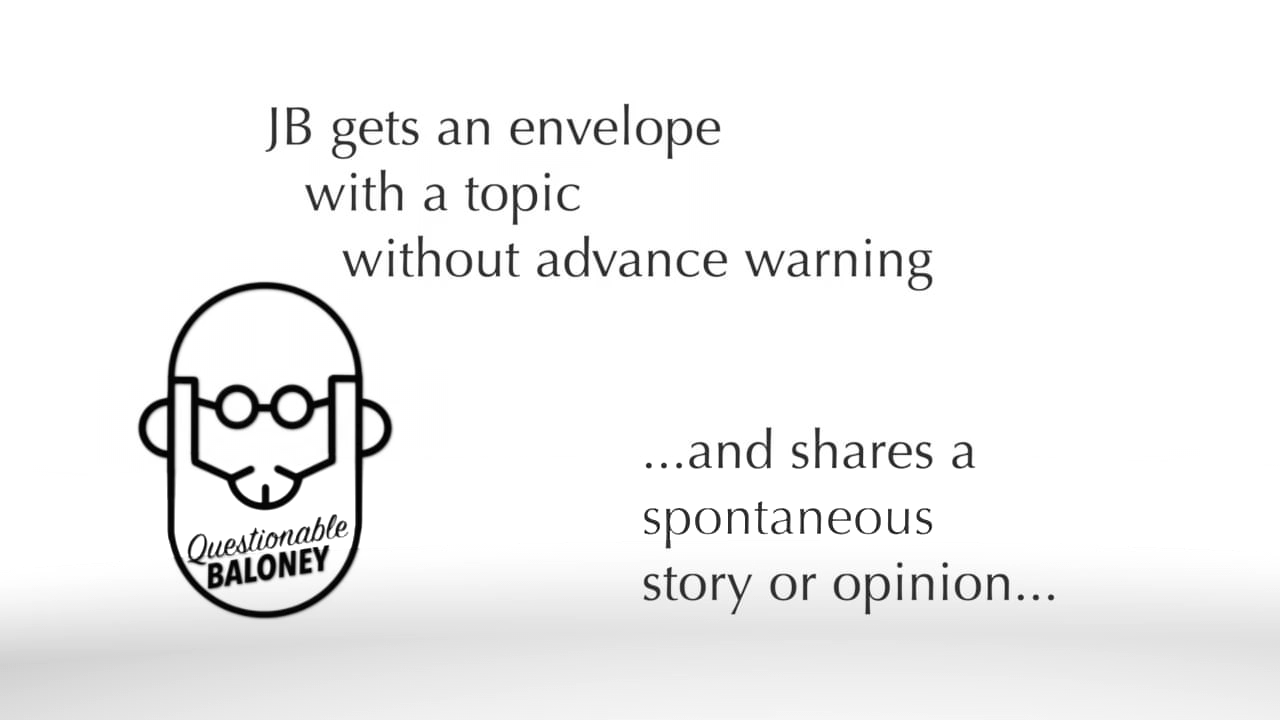 JB gets an envelope
with a topic
without advance warning
...and shares a
spontaneous
story or opinion...
Questionable
BALONEY